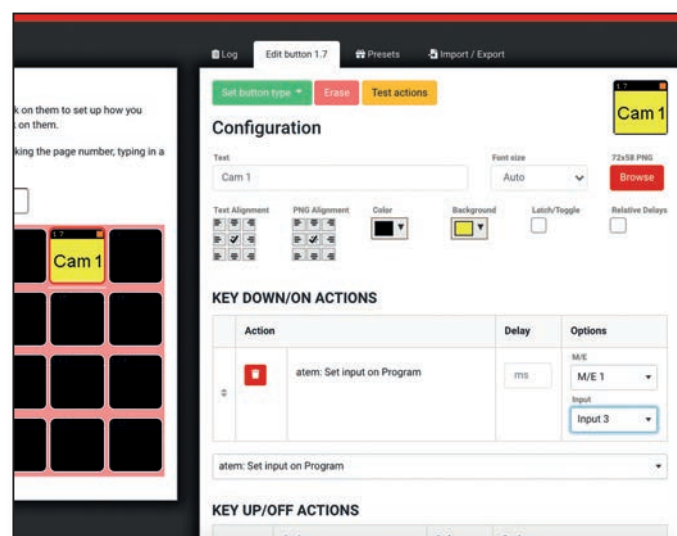 Log Edit button 1.7 Presets Import / Export
k on them to set up how you
k on them.
king the page number, typing in a
1.7
Cam 1
Set button type Erase Test actions
1.7
Cam 1
Configuration
Text Font size 72x58 PNG
Cam 1 Auto Browse
Text Alignment PNG Alignment Color Background Latch/Toggle Relative Delays
KEY DOWN/ON ACTIONS
Action Delay Options
M/E
atem: Set input on Program ms M/E 1
Input
Input 3
atem: Set input on Program
KEY UP/OFF ACTIONS